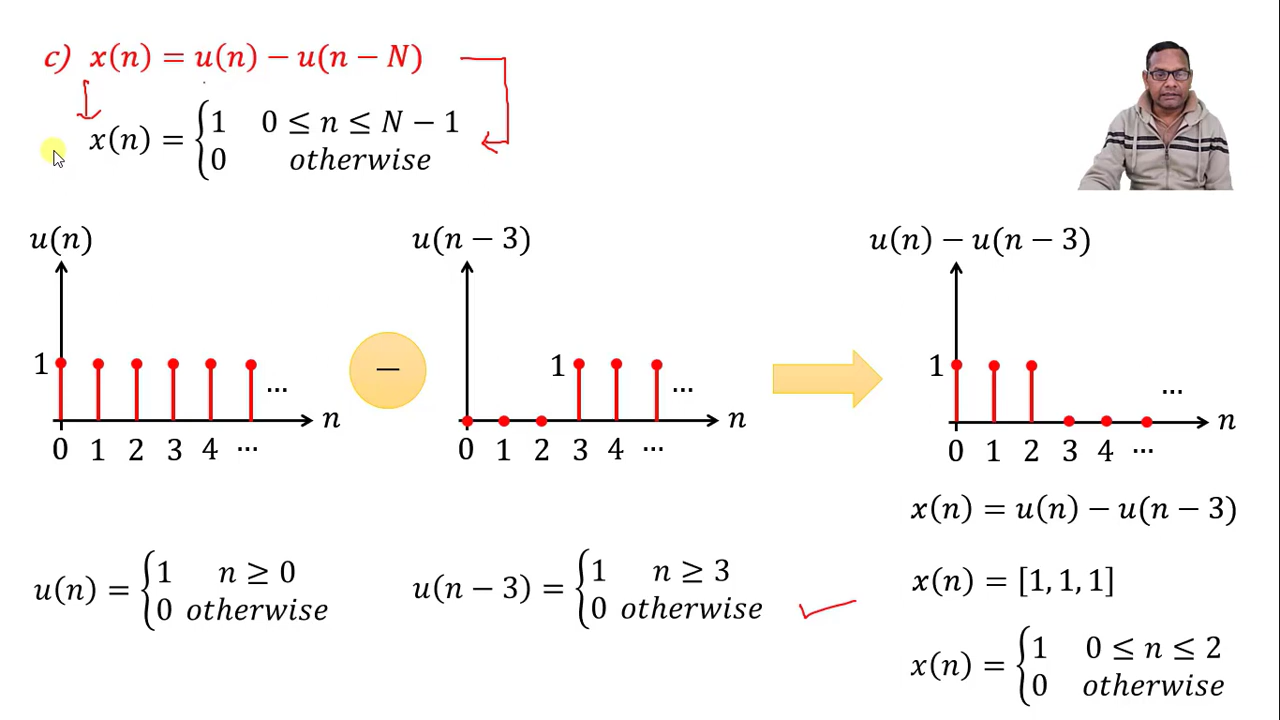 c) x(n) = u(n) − u(n − N)
x(n) = {1 0 ≤ n ≤ N − 1
0 otherwise
u(n)
1
0 1 2 3 4 ...
...
n
−
u(n − 3)
1
0 1 2 3 4 ...
...
n
u(n) − u(n − 3)
1
0 1 2 3 4 ...
...
n
u(n) = {1 n ≥ 0
0 otherwise
u(n − 3) = {1 n ≥ 3
0 otherwise
x(n) = u(n) − u(n − 3)
x(n) = [1, 1, 1]
x(n) = {1 0 ≤ n ≤ 2
0 otherwise